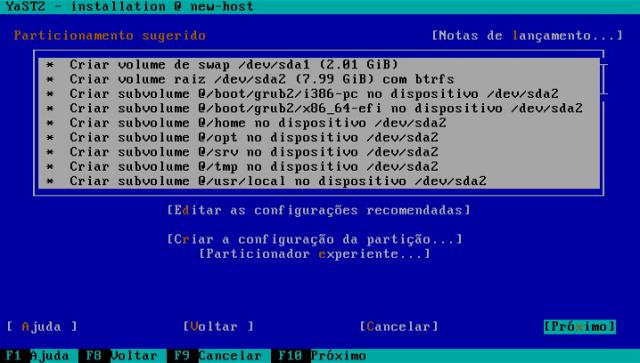 YaST2 - installation @ new-host
Particionamento sugerido [Notas de lançamento...]
* Criar volume de swap /dev/sda1 (2.01 GiB)
* Criar volume raiz /dev/sda2 (7.99 GiB) com btrfs
* Criar subvolume @/boot/grub2/i386-pc no dispositivo /dev/sda2
* Criar subvolume @/boot/grub2/x86_64-efi no dispositivo /dev/sda2
* Criar subvolume @/home no dispositivo /dev/sda2
* Criar subvolume @/opt no dispositivo /dev/sda2
* Criar subvolume @/srv no dispositivo /dev/sda2
* Criar subvolume @/tmp no dispositivo /dev/sda2
* Criar subvolume @/usr/local no dispositivo /dev/sda2
[Editar as configurações recomendadas]
[Criar a configuração da partição...]
[Particionador experiente...]
[ Ajuda ] [Voltar ] [Cancelar] [Próximo]
F1 Ajuda F8 Voltar F9 Cancelar F10 Próximo